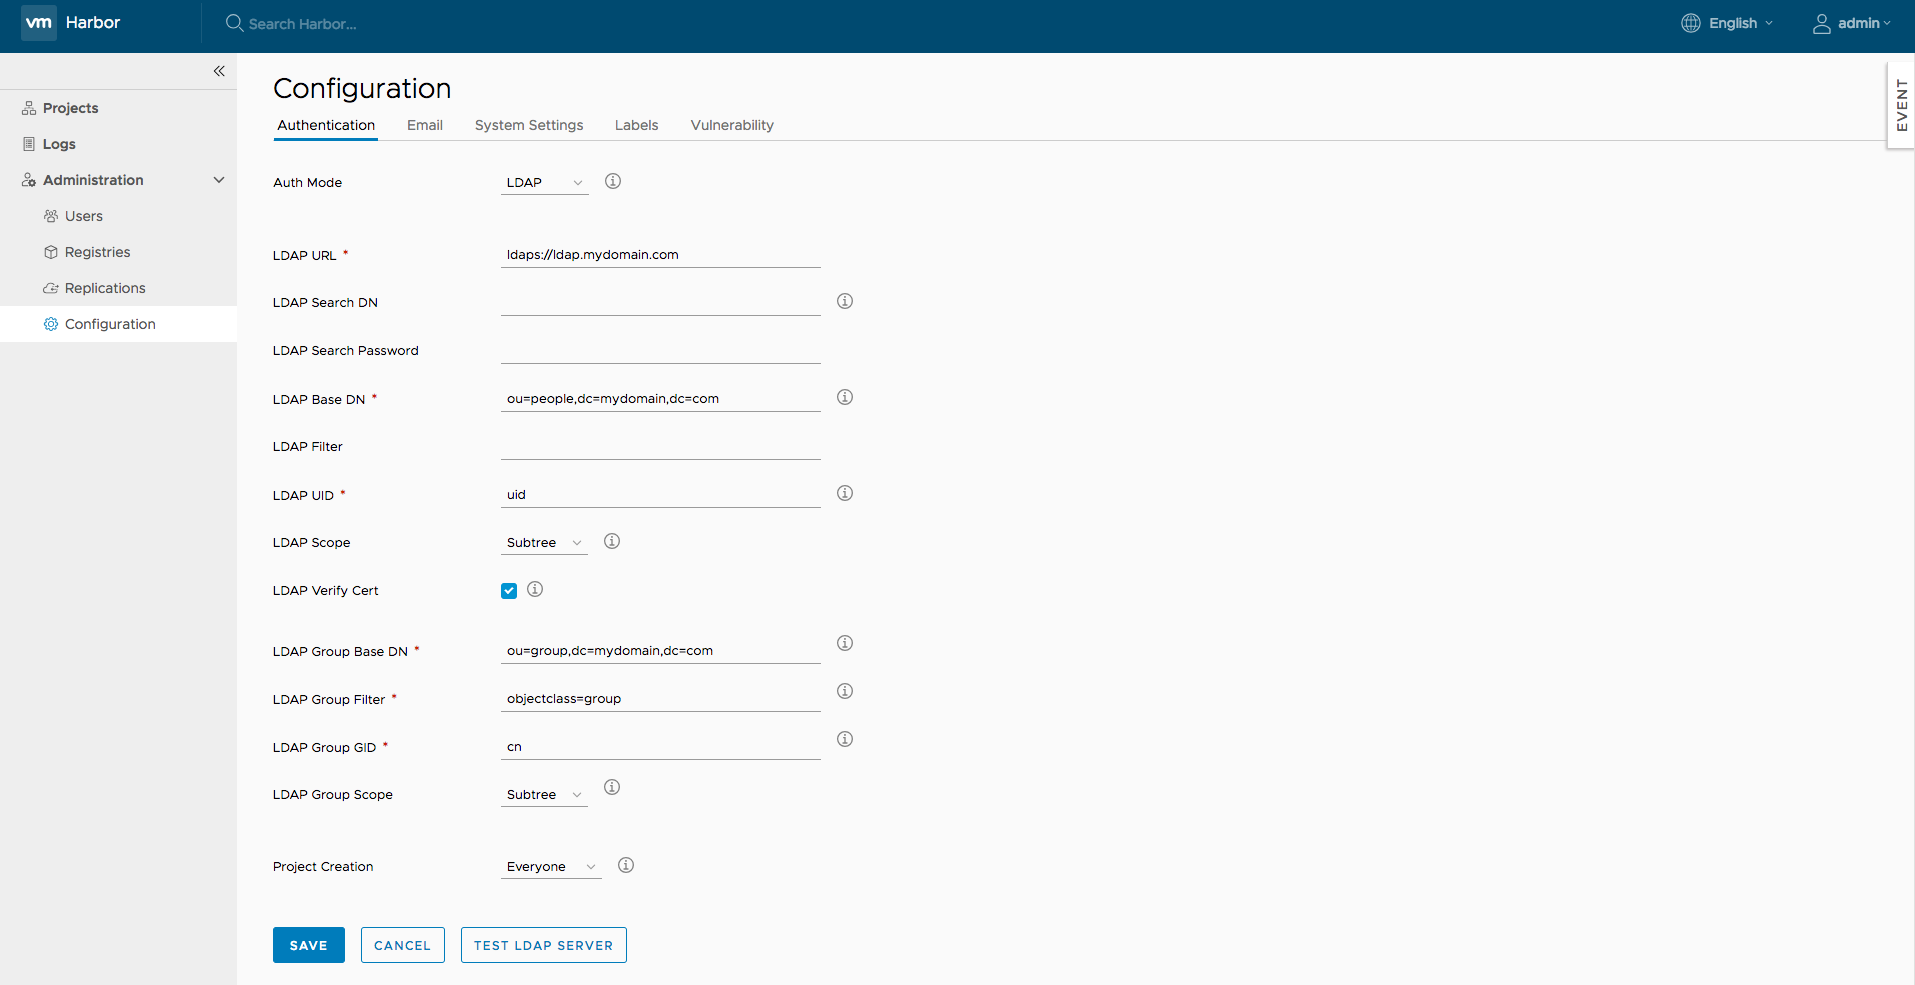 vm Harbor Search Harbor... English admin
EVENT
Projects
Logs
Administration
Users
Registries
Replications
Configuration
Configuration
Authentication Email System Settings Labels Vulnerability
Auth Mode LDAP
LDAP URL * ldaps://ldap.mydomain.com
LDAP Search DN
LDAP Search Password
LDAP Base DN * ou=people,dc=mydomain,dc=com
LDAP Filter
LDAP UID * uid
LDAP Scope Subtree
LDAP Verify Cert
LDAP Group Base DN * ou=group,dc=mydomain,dc=com
LDAP Group Filter * objectclass=group
LDAP Group GID * cn
LDAP Group Scope Subtree
Project Creation Everyone
SAVE CANCEL TEST LDAP SERVER